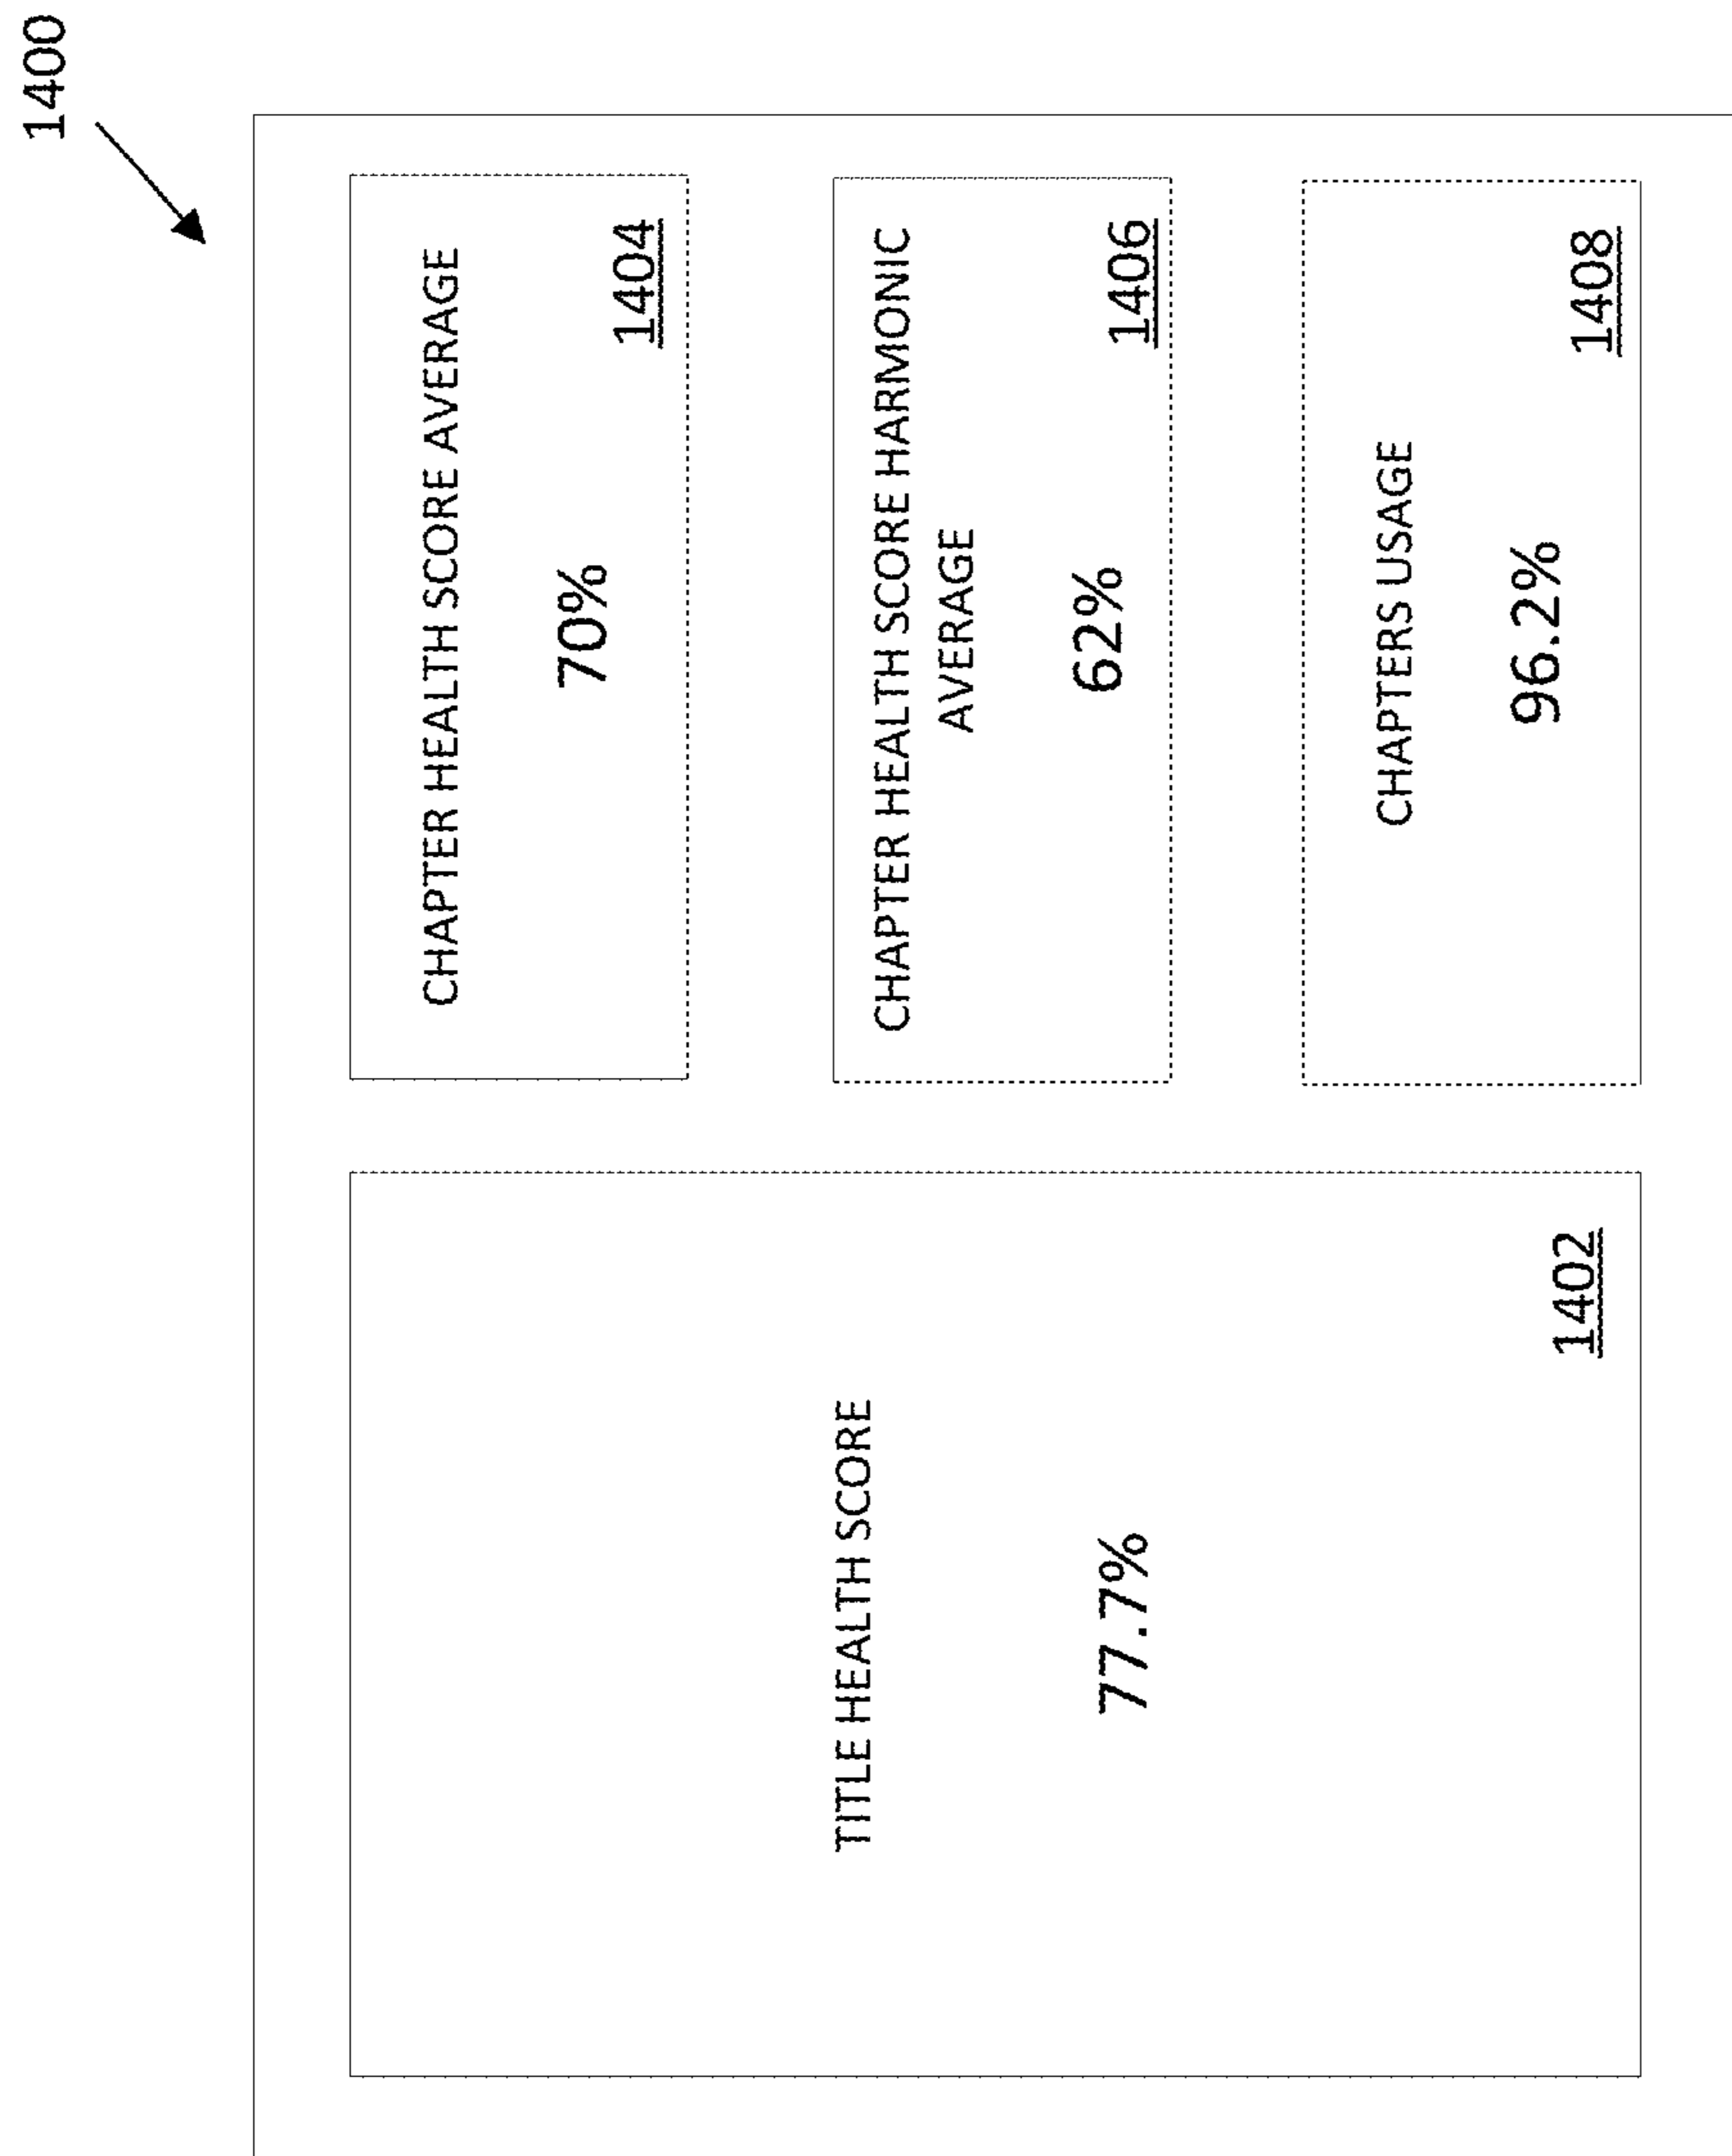 1400
TITLE HEALTH SCORE
77.7%
1402
CHAPTER HEALTH SCORE AVERAGE
70%
1404
CHAPTER HEALTH SCORE HARMONIC
AVERAGE
62%
1406
CHAPTERS USAGE
96.2%
1408